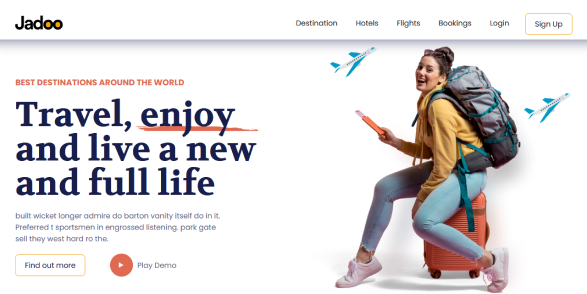 Jadoo
Destination Hotels Flights Bookings Login Sign Up
BEST DESTINATIONS AROUND THE WORLD
Travel, enjoy
and live a new
and full life
built wicket longer admire do barton vanity itself do in it.
Preferred t sportsmen in engrossed listening. park gate
sell they west hard ro the.
Find out more Play Demo